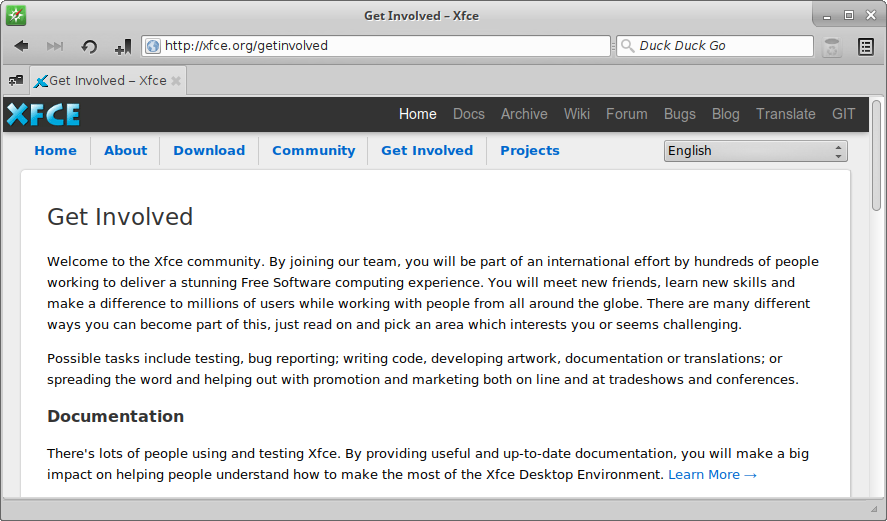 Get Involved – Xfce
http://xfce.org/getinvolved
Duck Duck Go
Get Involved – Xfce
XFCE
Home Docs Archive Wiki Forum Bugs Blog Translate GIT
Home About Download Community Get Involved Projects English
Get Involved
Welcome to the Xfce community. By joining our team, you will be part of an international effort by hundreds of people
working to deliver a stunning Free Software computing experience. You will meet new friends, learn new skills and
make a difference to millions of users while working with people from all around the globe. There are many different
ways you can become part of this, just read on and pick an area which interests you or seems challenging.
Possible tasks include testing, bug reporting; writing code, developing artwork, documentation or translations; or
spreading the word and helping out with promotion and marketing both on line and at tradeshows and conferences.
Documentation
There's lots of people using and testing Xfce. By providing useful and up-to-date documentation, you will make a big
impact on helping people understand how to make the most of the Xfce Desktop Environment. Learn More →